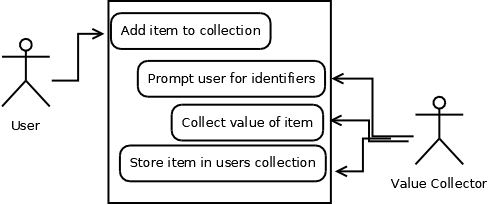 Add item to collection
Prompt user for identifiers
Collect value of item
Store item in users collection
User
Value Collector